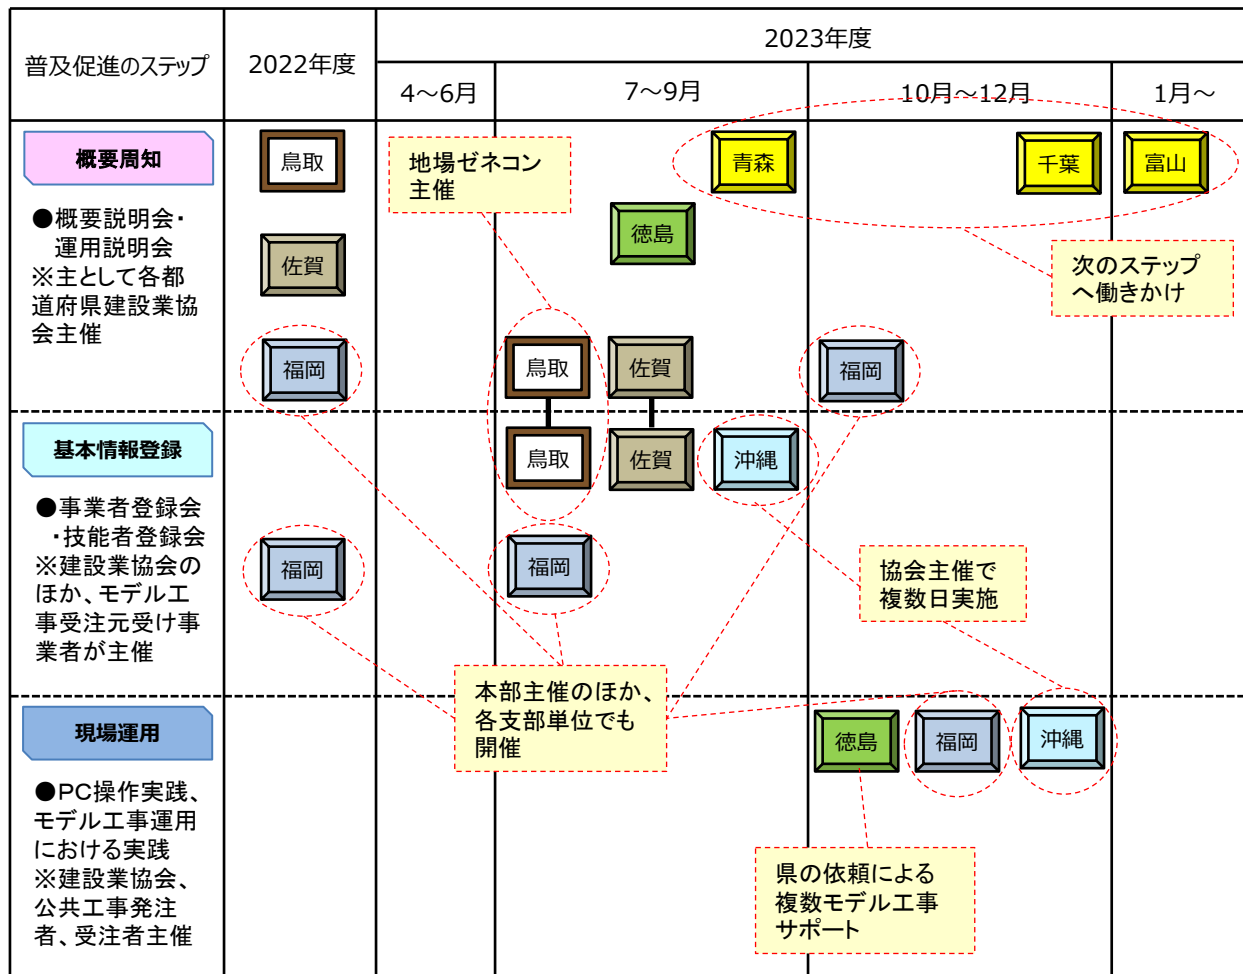 普及促進のステップ
2022年度
2023年度
4～6月
7～9月
10月～12月
1月～
概要周知
●概要説明会・
運用説明会
※主として各都
道府県建設業協
会主催
鳥取
佐賀
福岡
地場ゼネコン
主催
青森
千葉
富山
徳島
次のステップ
へ働きかけ
鳥取
佐賀
福岡
基本情報登録
●事業者登録会
・技能者登録会
※建設業協会の
ほか、モデル工
事受注元受け事
業者が主催
福岡
鳥取
佐賀
沖縄
福岡
協会主催で
複数日実施
本部主催のほか、
各支部単位でも
開催
現場運用
●PC操作実践、
モデル工事運用
における実践
※建設業協会、
公共工事発注
者、受注者主催
徳島
福岡
沖縄
県の依頼による
複数モデル工事
サポート